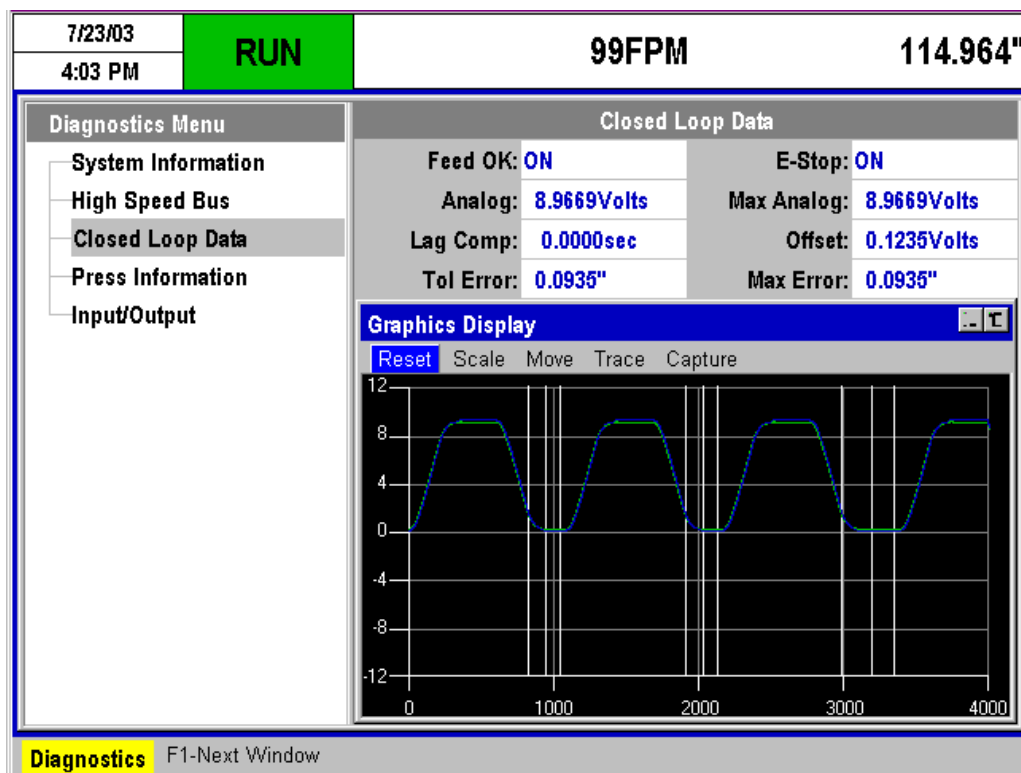 7/23/03
4:03 PM
RUN
99FPM
114.964"
Diagnostics Menu
System Information
High Speed Bus
Closed Loop Data
Press Information
Input/Output
Closed Loop Data
Feed OK: ON
E-Stop: ON
Analog: 8.9669Volts
Max Analog: 8.9669Volts
Lag Comp: 0.0000sec
Offset: 0.1235Volts
Tol Error: 0.0935"
Max Error: 0.0935"
Graphics Display
Reset Scale Move Trace Capture
12
8
4
0
-4
-8
-12
0 1000 2000 3000 4000
Diagnostics F1-Next Window